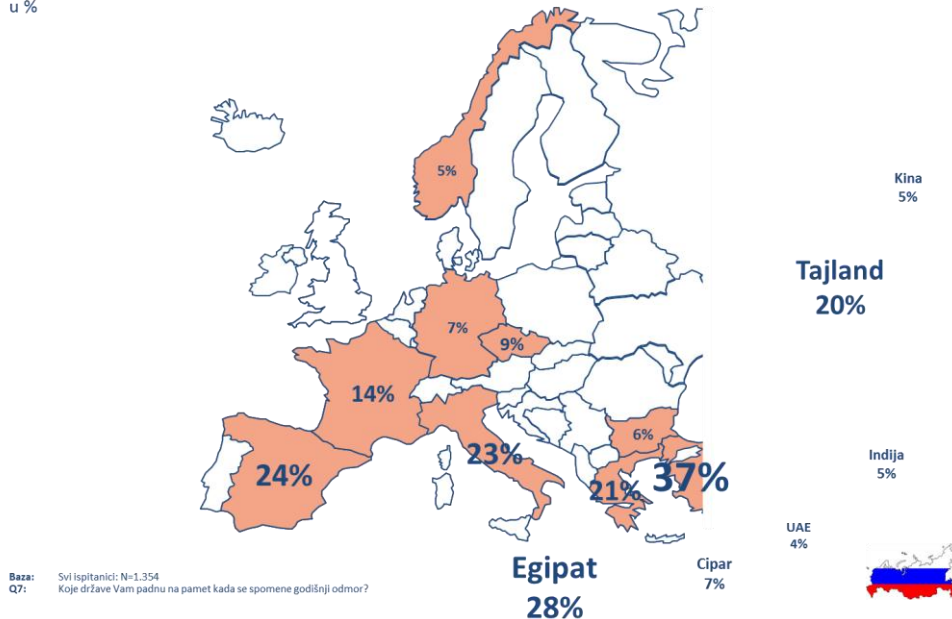 u %
5%
Kina
5%
Tajland
20%
7%
9%
14%
6%
23%
24%
21%
37%
Indija
5%
UAE
4%
Egipat
28%
Cipar
7%
Baza: Svi ispitanici: N=1.354
Q7: Koje države Vam padnu na pamet kada se spomene godišnji odmor?